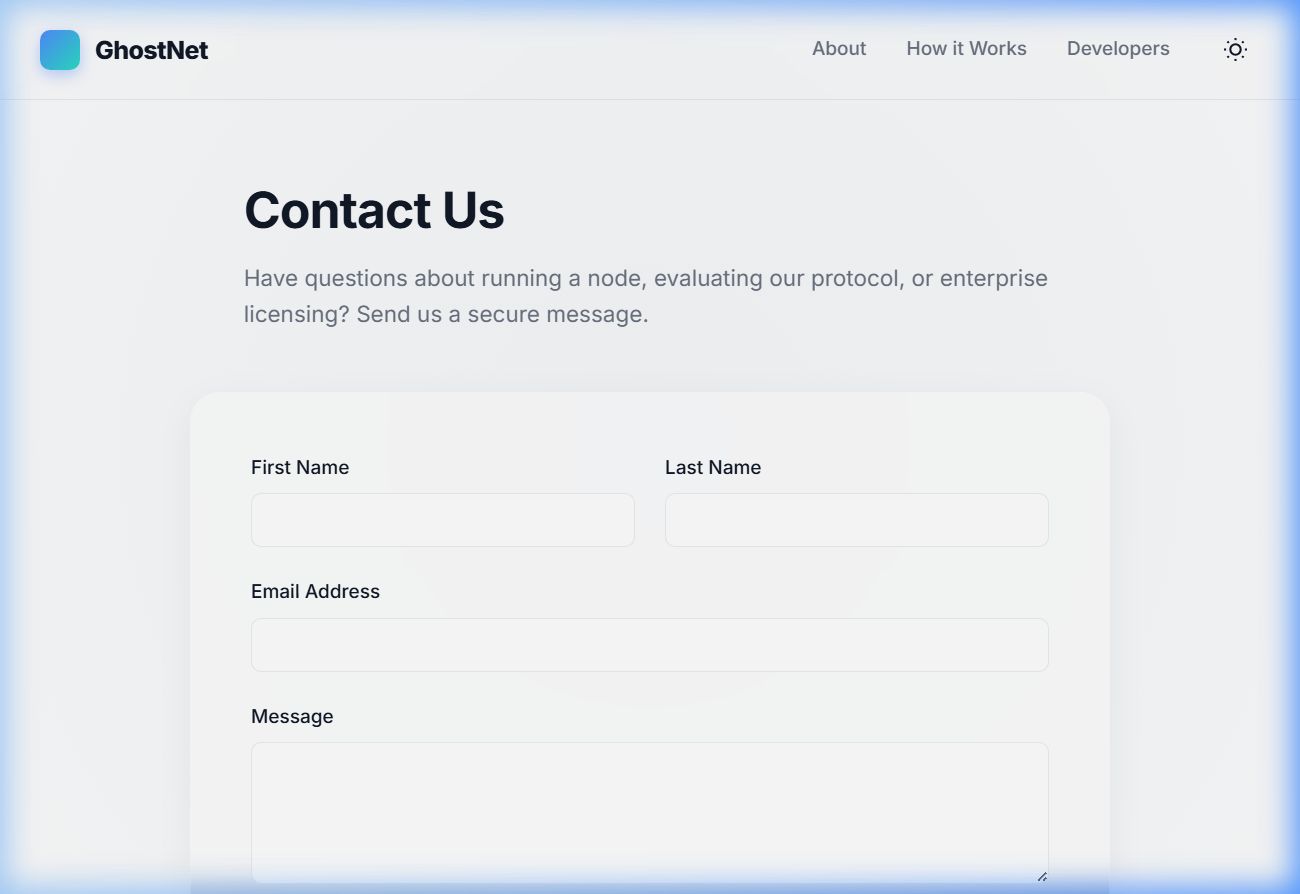 GhostNet
About
How it Works
Developers
Contact Us
Have questions about running a node, evaluating our protocol, or enterprise
licensing? Send us a secure message.
First Name
Last Name
Email Address
Message